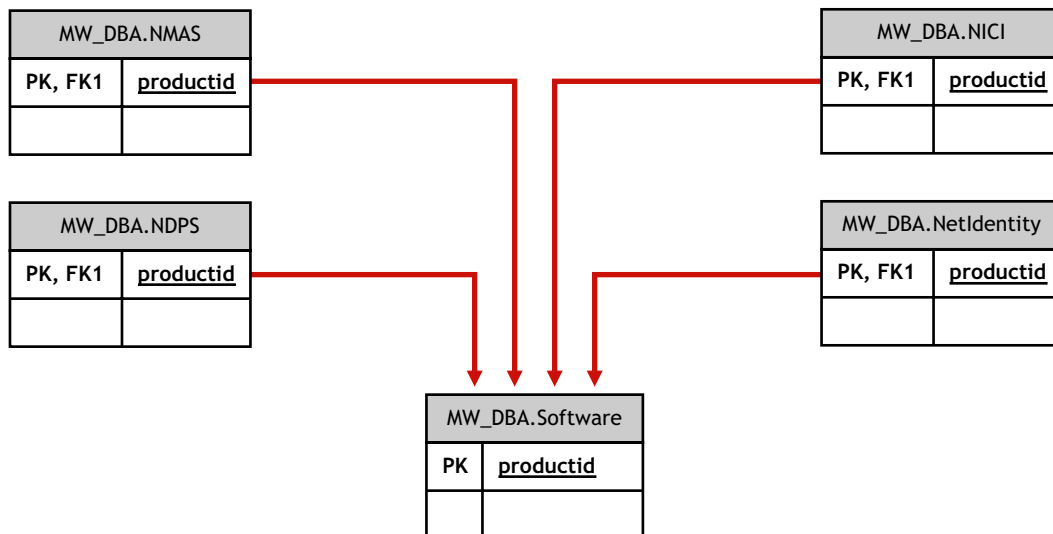 MW_DBA.NMAS
PK, FK1 productid
MW_DBA.NICI
PK, FK1 productid
MW_DBA.NDPS
PK, FK1 productid
MW_DBA.NetIdentity
PK, FK1 productid
MW_DBA.Software
PK productid